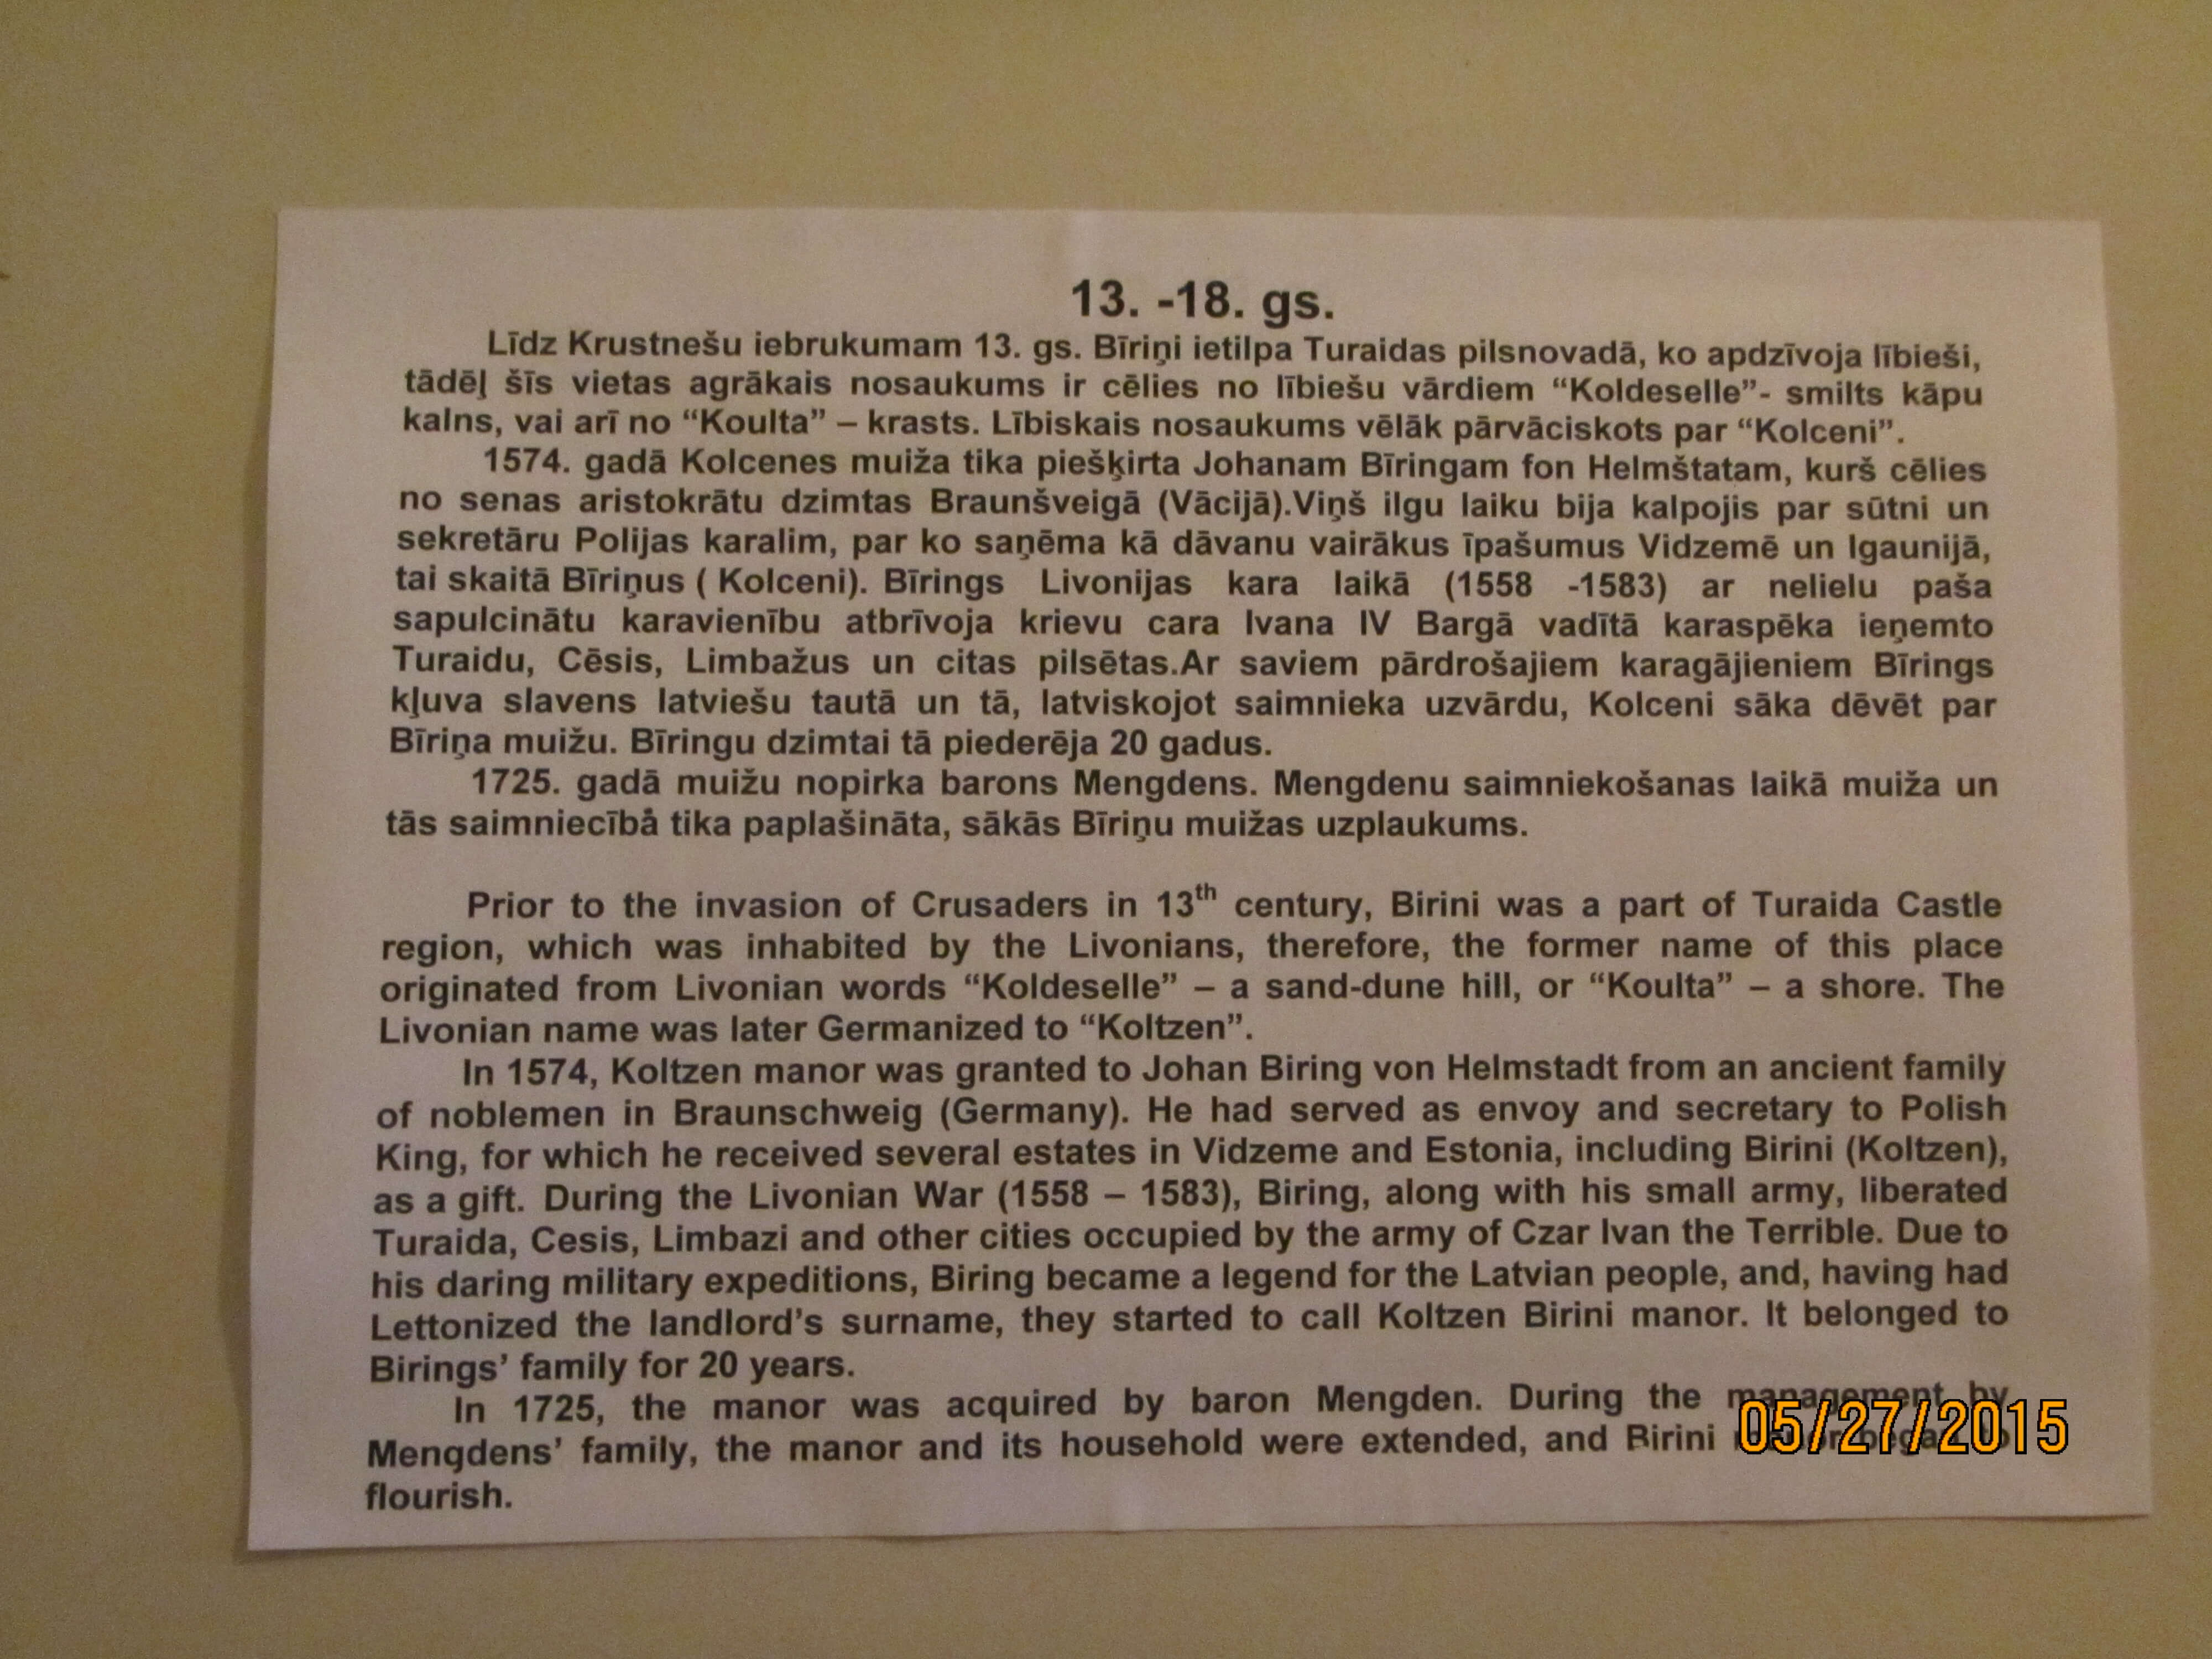 13. -18. gs.
Līdz Krustnešu iebrukumam 13. gs. Bīriņi ietilpa Turaidas pilsnovadā, ko apdzīvoja lībieši,
tādēļ šīs vietas agrākais nosaukums ir cēlies no lībiešu vārdiem “Koldeselle”- smilts kāpu
kalns, vai arī no “Koulta” – krasts. Lībiskais nosaukums vēlāk pārvāciskots par “Kolceni”.
1574. gadā Kolcenes muiža tika piešķirta Johanam Bīringam fon Helmštatam, kurš cēlies
no senas aristokrātu dzimtas Braunšveigā (Vācijā).Viņš ilgu laiku bija kalpojis par sūtni un
sekretāru Polijas karalim, par ko saņēma kā dāvanu vairākus īpašumus Vidzemē un Igaunijā,
tai skaitā Bīriņus ( Kolceni). Bīrings Livonijas kara laikā (1558 -1583) ar nelielu paša
sapulcinātu karavienību atbrīvoja krievu cara Ivana IV Bargā vadītā karaspēka ieņemto
Turaidu, Cēsis, Limbažus un citas pilsētas.Ar saviem pārdrošajiem karagājieniem Bīrings
kļuva slavens latviešu tautā un tā, latviskojot saimnieka uzvārdu, Kolceni sāka dēvēt par
Bīriņa muižu. Bīringu dzimtai tā piederēja 20 gadus.
1725. gadā muižu nopirka barons Mengdens. Mengdenu saimniekošanas laikā muiža un
tās saimniecībā tika paplašināta, sākās Bīriņu muižas uzplaukums.
Prior to the invasion of Crusaders in 13th century, Birini was a part of Turaida Castle
region, which was inhabited by the Livonians, therefore, the former name of this place
originated from Livonian words “Koldeselle” – a sand-dune hill, or “Koulta” – a shore. The
Livonian name was later Germanized to “Koltzen”.
In 1574, Koltzen manor was granted to Johan Biring von Helmstadt from an ancient family
of noblemen in Braunschweig (Germany). He had served as envoy and secretary to Polish
King, for which he received several estates in Vidzeme and Estonia, including Birini (Koltzen),
as a gift. During the Livonian War (1558 – 1583), Biring, along with his small army, liberated
Turaida, Cesis, Limbazi and other cities occupied by the army of Czar Ivan the Terrible. Due to
his daring military expeditions, Biring became a legend for the Latvian people, and, having had
Lettonized the landlord’s surname, they started to call Koltzen Birini manor. It belonged to
Birings’ family for 20 years.
In 1725, the manor was acquired by baron Mengden. During the management by
Mengdens’ family, the manor and its household were extended, and Birini manor began to
flourish.
05/27/2015